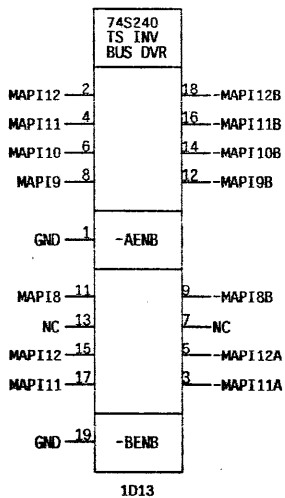 74S240
TS INV
BUS DVR
MAPI12 2 18 -MAPI12B
MAPI11 4 16 -MAPI11B
MAPI10 6 14 -MAPI10B
MAPI9 8 12 -MAPI9B
GND 1 -AENB
MAPI8 11 9 -MAPI8B
NC 13 7 NC
MAPI12 15 5 -MAPI12A
MAPI11 17 3 -MAPI11A
GND 19 -BENB
1D13